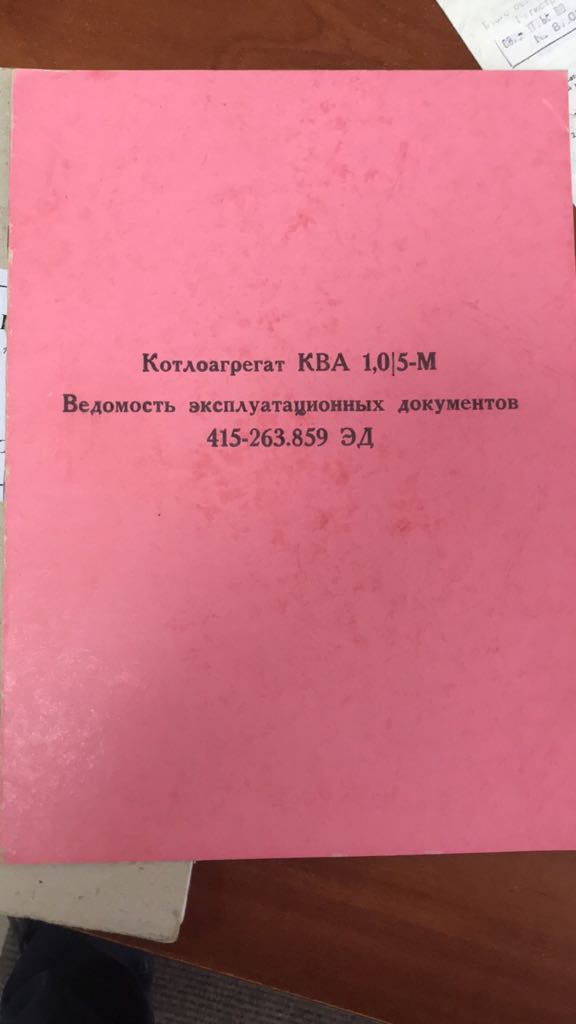 Котлоагрегат КВА 1,0|5-М
Ведомость эксплуатационных документов
415-263.859 ЭД